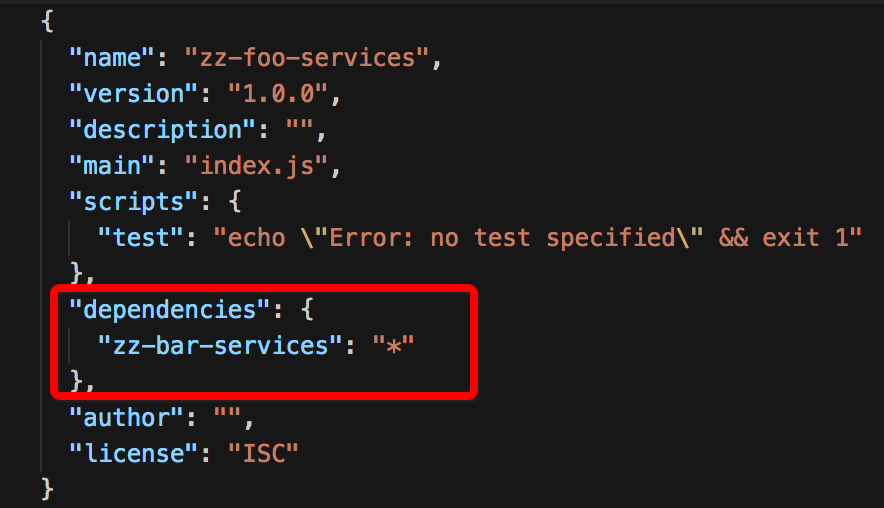 {
"name": "zz-foo-services",
"version": "1.0.0",
"description": "",
"main": "index.js",
"scripts": {
"test": "echo \"Error: no test specified\" && exit 1"
},
"dependencies": {
"zz-bar-services": "*"
},
"author": "",
"license": "ISC"
}